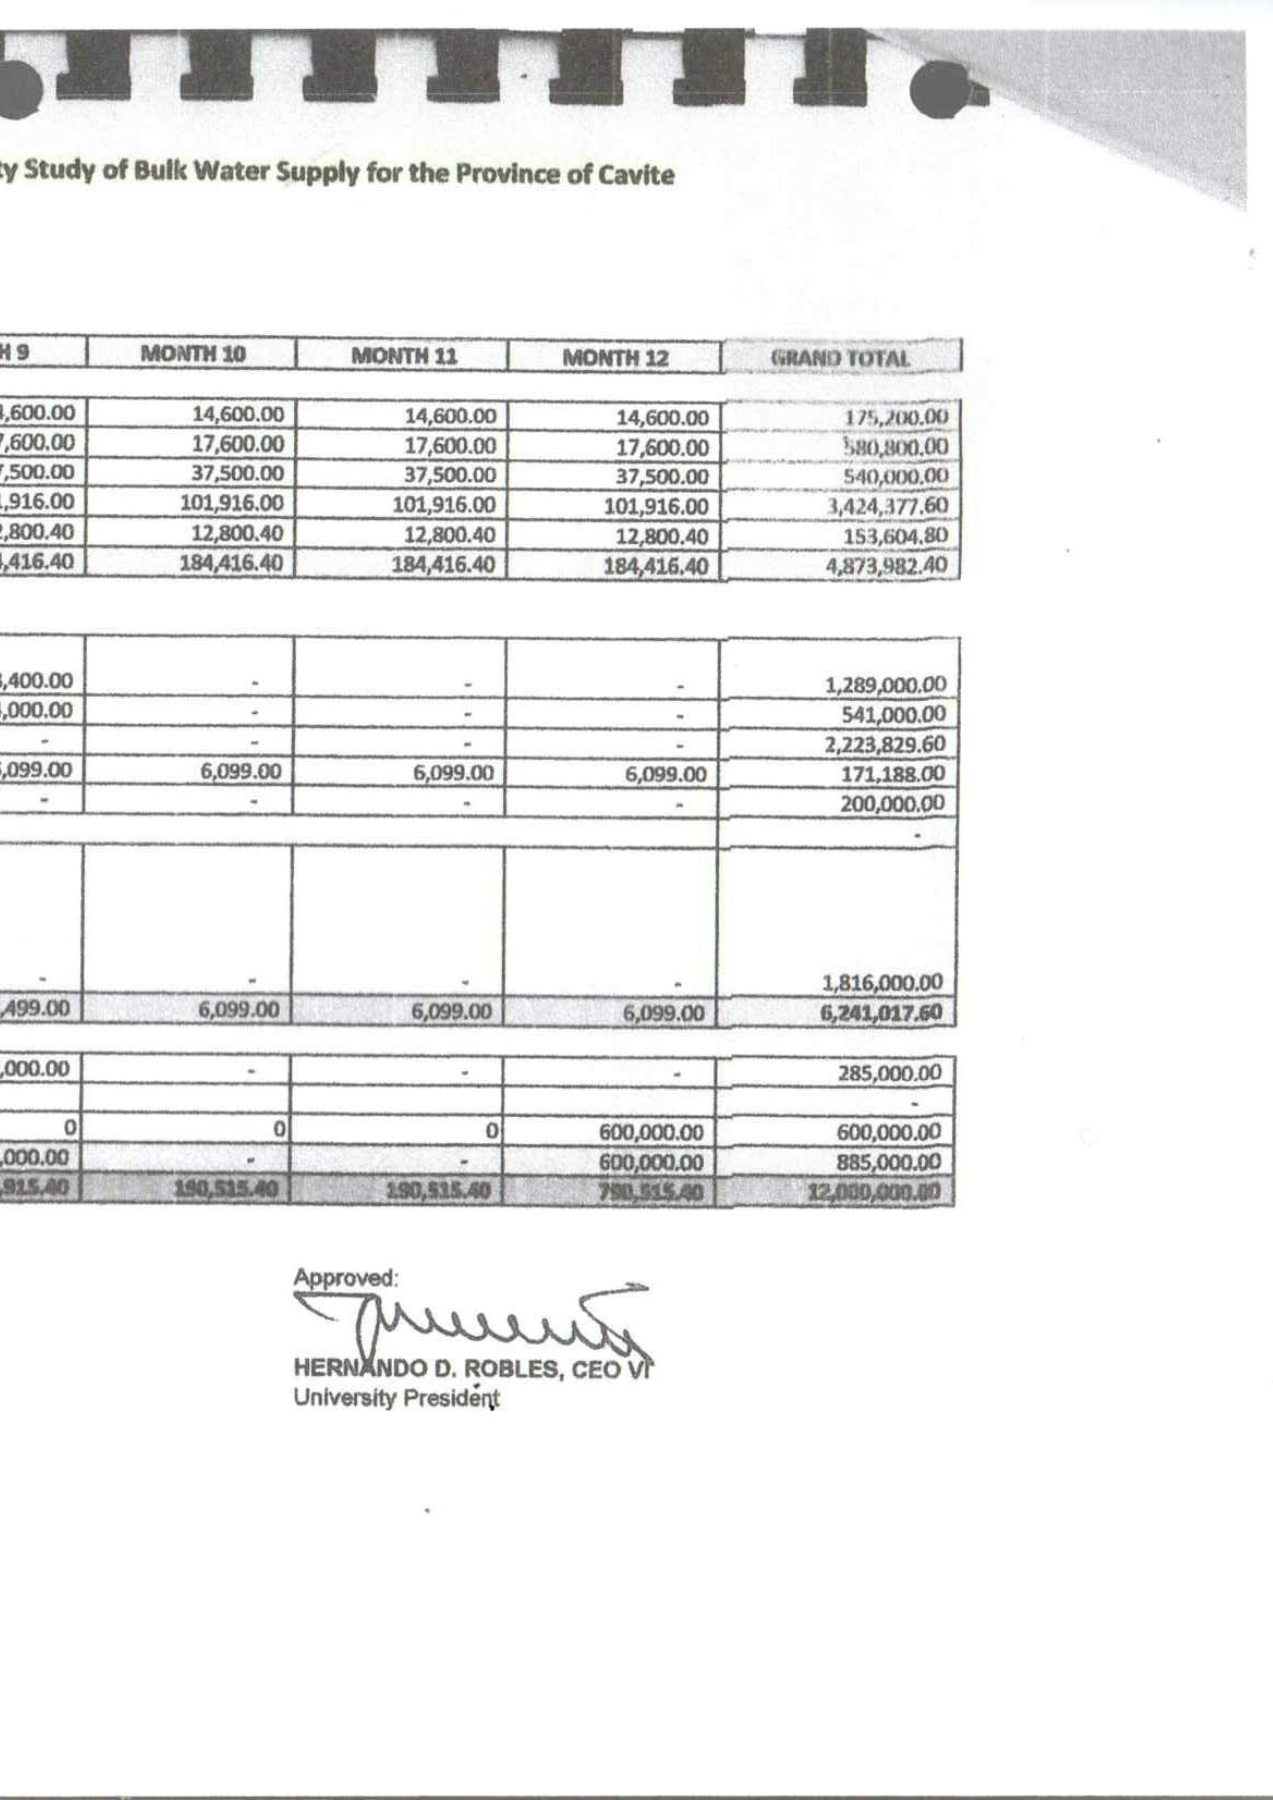 ty Study of Bulk Water Supply for the Province of Cavite
H 9 MONTH 10 MONTH 11 MONTH 12 GRAND TOTAL
,600.00 14,600.00 14,600.00 14,600.00 175,200.00
,600.00 17,600.00 17,600.00 17,600.00 580,800.00
,500.00 37,500.00 37,500.00 37,500.00 540,000.00
,916.00 101,916.00 101,916.00 101,916.00 3,424,377.60
,800.40 12,800.40 12,800.40 12,800.40 153,604.80
,416.40 184,416.40 184,416.40 184,416.40 4,873,982.40
,400.00 - - - 1,289,000.00
,000.00 - - - 541,000.00
- - - - 2,223,829.60
,099.00 6,099.00 6,099.00 6,099.00 171,188.00
- - - - 200,000.00
-
- - - - 1,816,000.00
,499.00 6,099.00 6,099.00 6,099.00 6,241,017.60
,000.00 - - - 285,000.00
-
0 0 0 600,000.00 600,000.00
,000.00 - - 600,000.00 885,000.00
,915.40 190,515.40 190,515.40 790,515.40 12,000,000.00
Approved:
HERNANDO D. ROBLES, CEO VI
University President